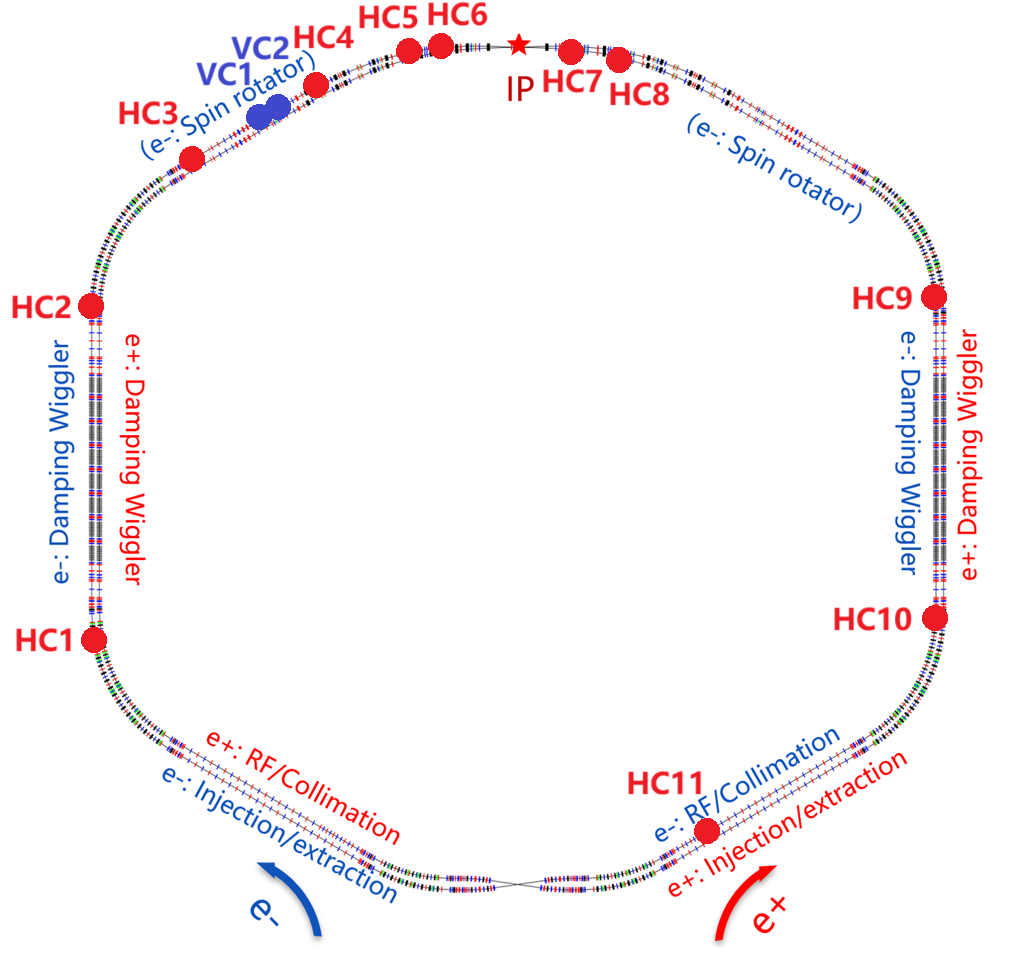 HC5
HC6
HC4
VC2
VC1
HC3
(e-: Spin rotator)
IP
HC7
HC8
(e-: Spin rotator)
HC2
HC9
e-: Damping Wiggler
e+: Damping Wiggler
e-: Damping Wiggler
e+: Damping Wiggler
HC1
HC10
e+: RF/Collimation
e-: Injection/extraction
HC11
e-: RF/Collimation
e+: Injection/extraction
e-
e+